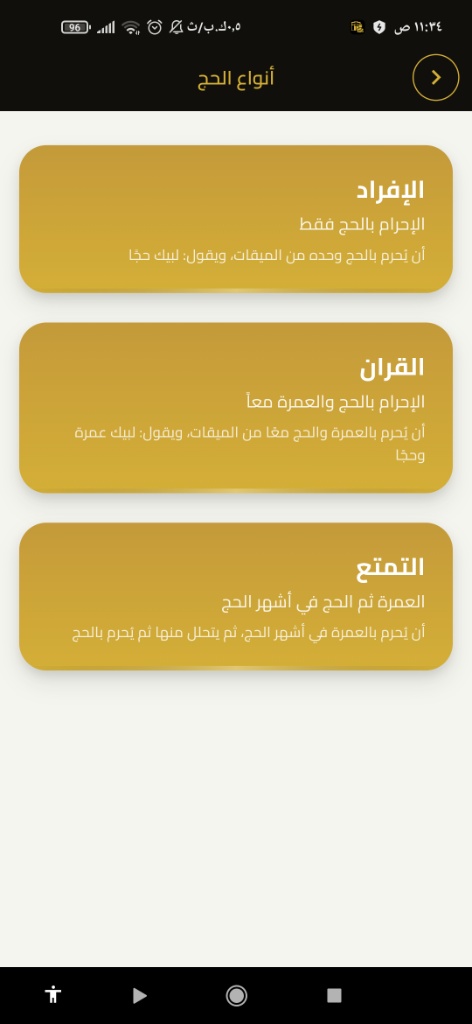 ١١:٣٤ ص
٠,٥ك.ب/ث
96
أنواع الحج
الإفراد
الإحرام بالحج فقط
أن يُحرم بالحج وحده من الميقات، ويقول: لبيك حجًا
القران
الإحرام بالحج والعمرة معاً
أن يُحرم بالعمرة والحج معًا من الميقات، ويقول: لبيك عمرة
وحجًا
التمتع
العمرة ثم الحج في أشهر الحج
أن يُحرم بالعمرة في أشهر الحج، ثم يتحلل منها ثم يُحرم بالحج